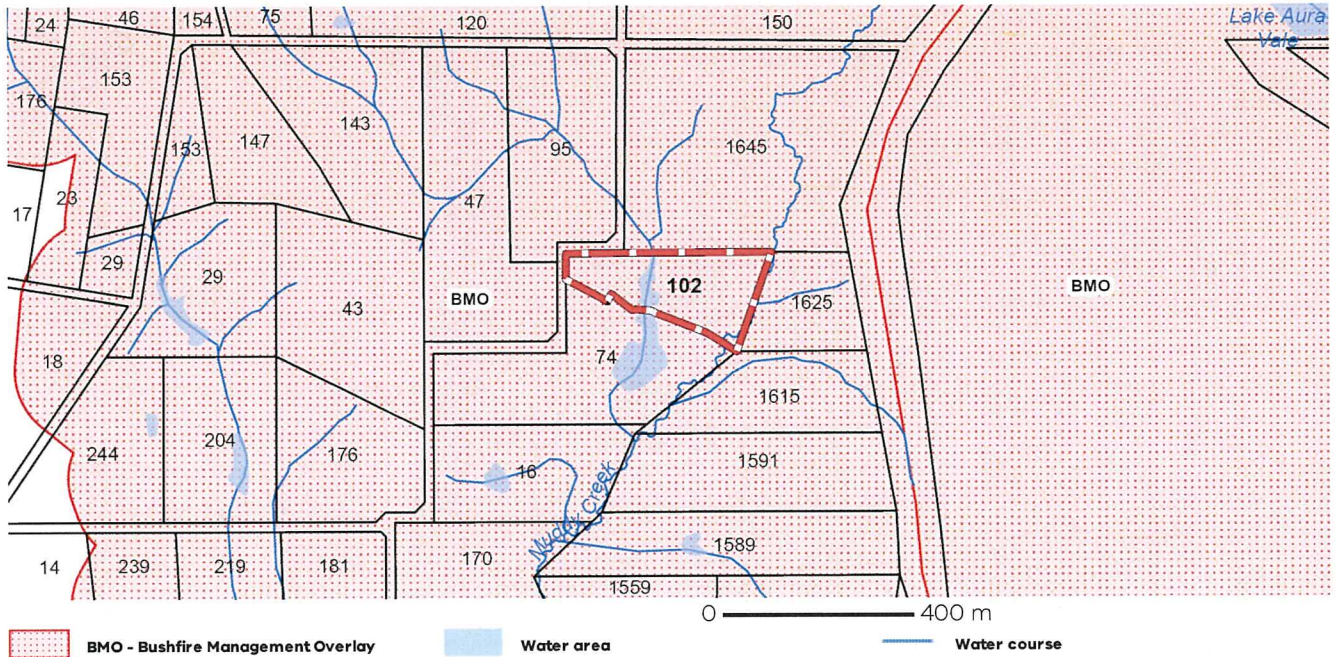 24 46 154 75 120 150 Lake Aura
Vale
153
176
143
153 147 95 1645
23
17 47
29
29 102
BMO BMO
43 1625
18 74
1615
244 204 176 16 1591
Muddy Creek
14 239 219 181 170 1589
1559
0 400 m
BMO - Bushfire Management Overlay Water area Water course